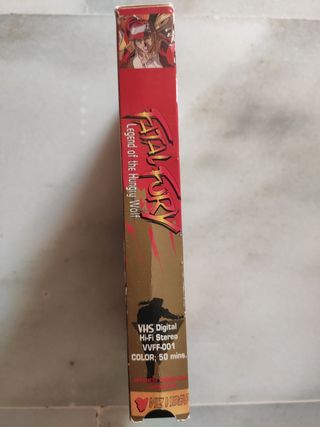 FATAL FURY
Legend of the Hungry Wolf
VHS Digital
Hi-Fi Stereo
VVFF-001
COLOR; 50 mins.